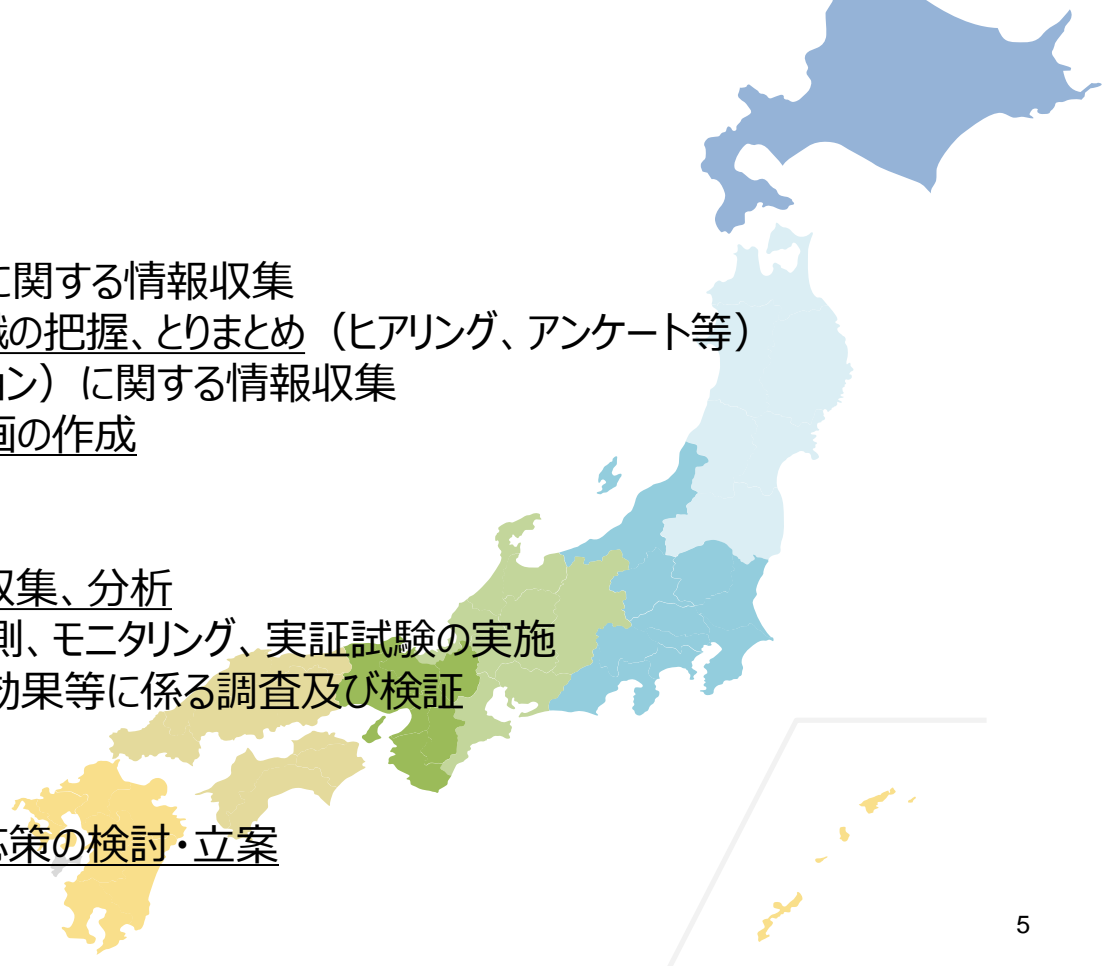 に関する情報収集
の把握、とりまとめ（ヒアリング、アンケート等）
ョン）に関する情報収集
画の作成
収集、分析
測、モニタリング、実証試験の実施
効果等に係る調査及び検証
応策の検討・立案
5